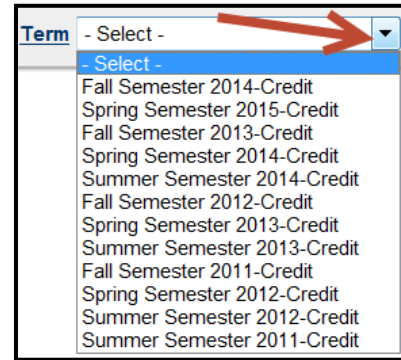 Term - Select -
- Select -
Fall Semester 2014-Credit
Spring Semester 2015-Credit
Fall Semester 2013-Credit
Spring Semester 2014-Credit
Summer Semester 2014-Credit
Fall Semester 2012-Credit
Spring Semester 2013-Credit
Summer Semester 2013-Credit
Fall Semester 2011-Credit
Spring Semester 2012-Credit
Summer Semester 2012-Credit
Summer Semester 2011-Credit